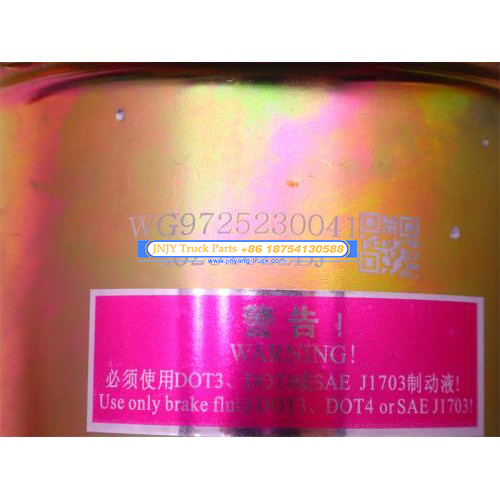 WG9725230041
JNJY Truck Parts +86 18754130588
www.jinyang-truck.com
警告!
WARNING!
必须使用DOT3、DOT4或SAE J1703制动液!
Use only brake fluid DOT3、DOT4 or SAE J1703!